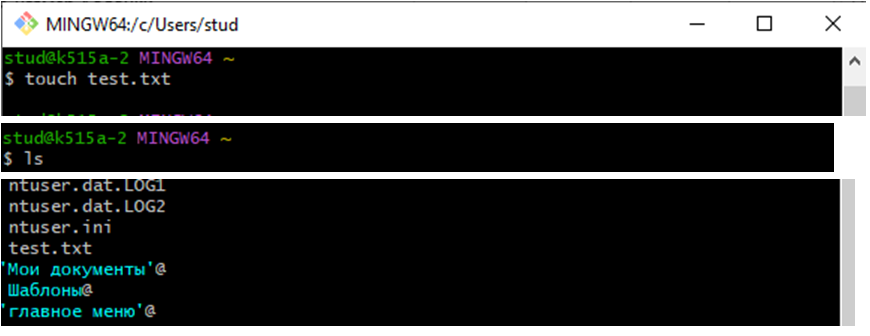 MINGW64:/c/Users/stud
stud@k515a-2 MINGW64 ~
$ touch test.txt
stud@k515a-2 MINGW64 ~
$ ls
ntuser.dat.LOG1
ntuser.dat.LOG2
ntuser.ini
test.txt
'Мои документы'@
Шаблоны@
'главное меню'@